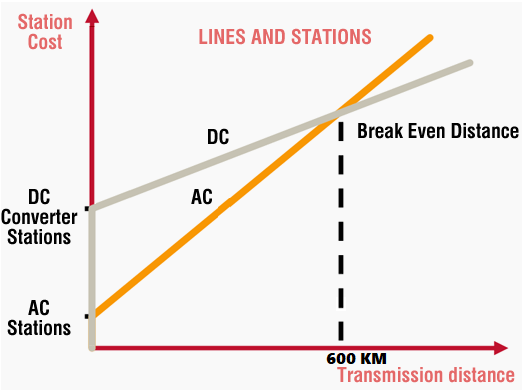 Station
Cost
LINES AND STATIONS
DC
Break Even Distance
AC
DC
Converter
Stations
AC
Stations
600 KM
Transmission distance